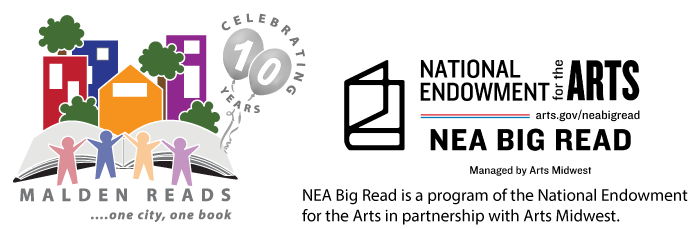 CELEBRATING
10
YEARS
MALDEN READS
....one city, one book
NATIONAL
ENDOWMENT
for the
ARTS
arts.gov/neabigread
NEA BIG READ
Managed by Arts Midwest
NEA Big Read is a program of the National Endowment
for the Arts in partnership with Arts Midwest.